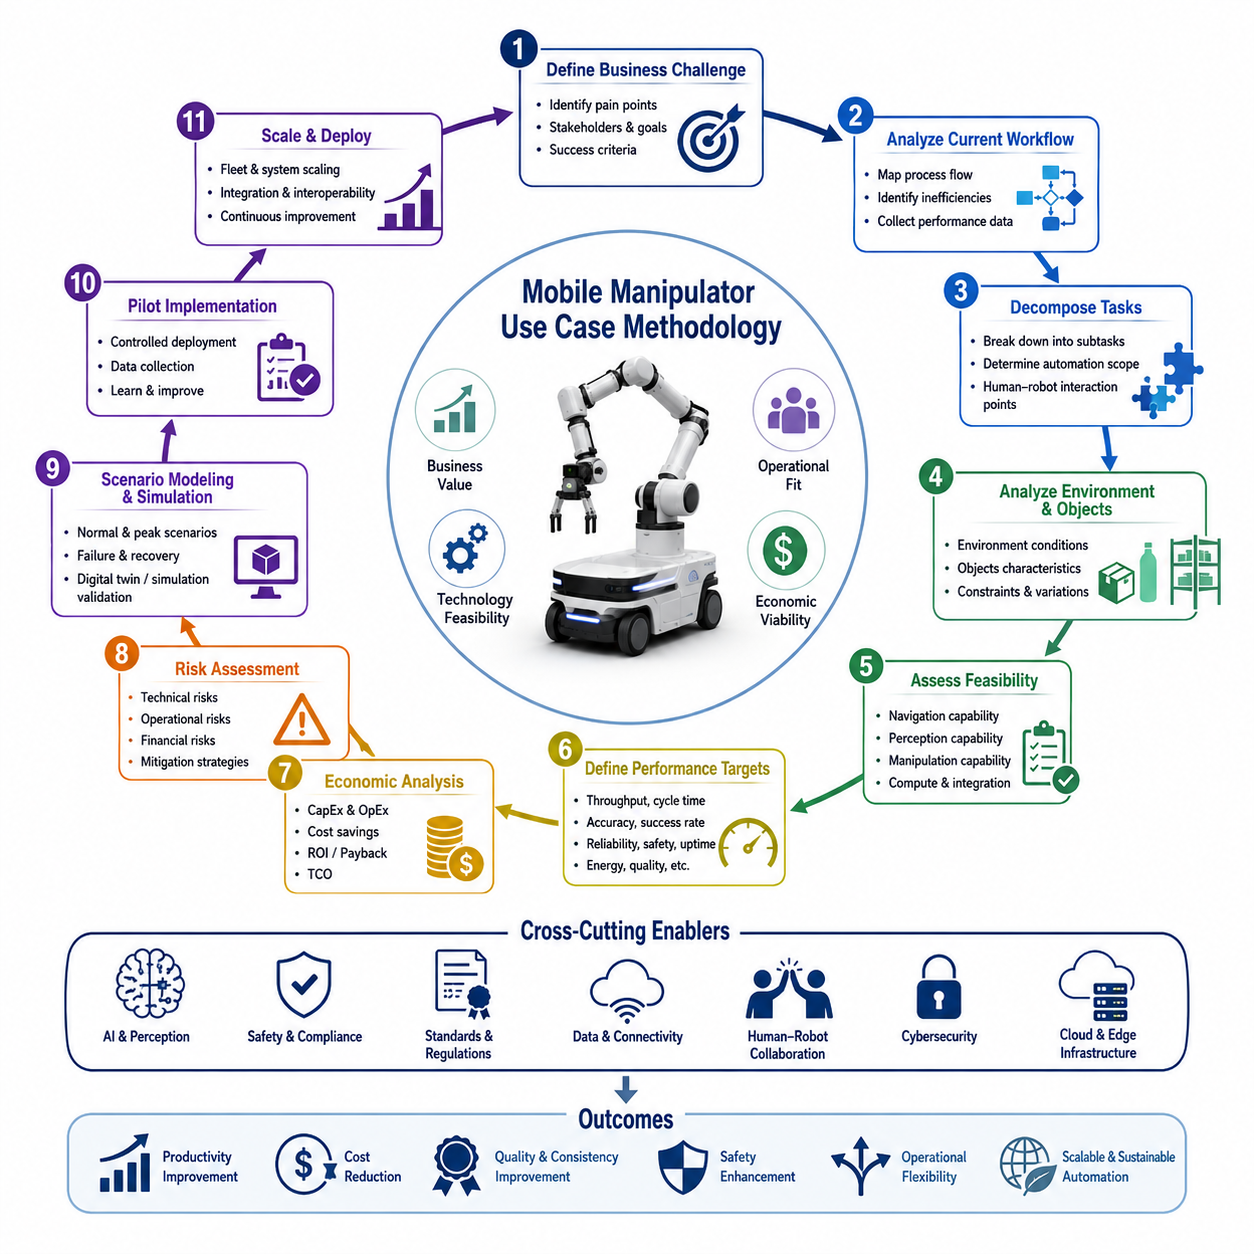 Mobile Manipulator
Use Case Methodology
Business
Value
Operational
Fit
Technology
Feasibility
$
Economic
Viability
1
Define Business Challenge
• Identify pain points
• Stakeholders & goals
• Success criteria
2
Analyze Current Workflow
• Map process flow
• Identify inefficiencies
• Collect performance data
3
Decompose Tasks
• Break down into subtasks
• Determine automation scope
• Human–robot interaction
points
4
Analyze Environment
& Objects
• Environment conditions
• Objects characteristics
• Constraints & variations
5
Assess Feasibility
• Navigation capability
• Perception capability
• Manipulation capability
• Compute & integration
6
Define Performance Targets
• Throughput, cycle time
• Accuracy, success rate
• Reliability, safety, uptime
• Energy, quality, etc.
7
Economic Analysis
• CapEx & OpEx
• Cost savings
• ROI / Payback
• TCO
$
8
Risk Assessment
• Technical risks
• Operational risks
• Financial risks
• Mitigation strategies
9
Scenario Modeling
& Simulation
• Normal & peak scenarios
• Failure & recovery
• Digital twin / simulation
validation
10
Pilot Implementation
• Controlled deployment
• Data collection
• Learn & improve
11
Scale & Deploy
• Fleet & system scaling
• Integration & interoperability
• Continuous improvement
Cross-Cutting Enablers
AI & Perception
Safety & Compliance
Standards &
Regulations
Data & Connectivity
Human–Robot
Collaboration
Cybersecurity
Cloud & Edge
Infrastructure
Outcomes
Productivity
Improvement
$
Cost
Reduction
Quality & Consistency
Improvement
Safety
Enhancement
Operational
Flexibility
Scalable & Sustainable
Automation